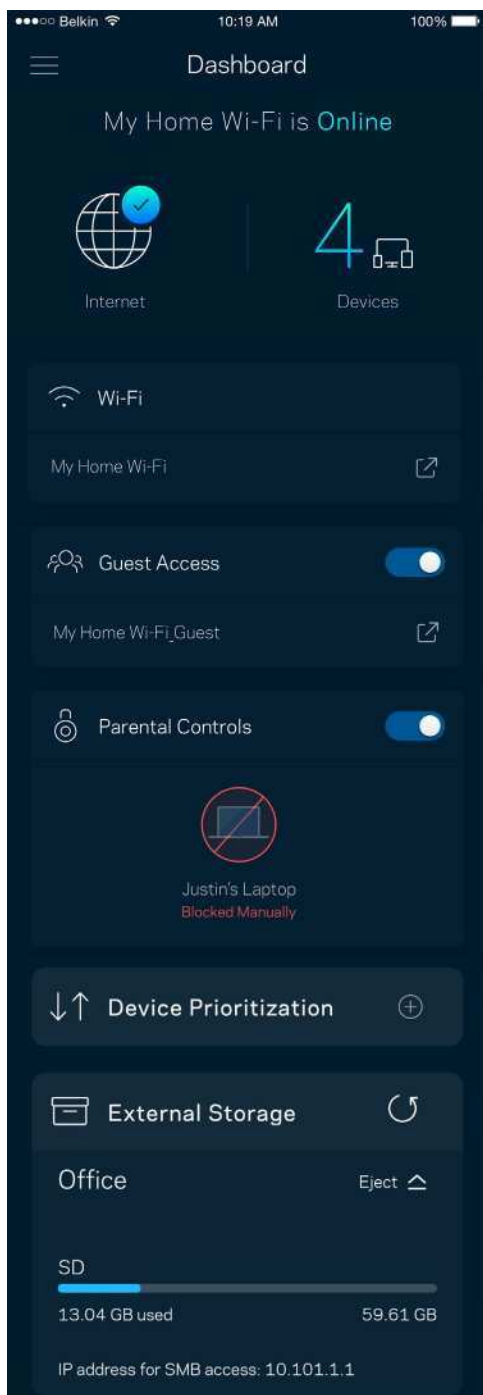 Belkin 10:19 AM 100%
Dashboard
My Home Wi-Fi is Online
4
Internet Devices
Wi-Fi
My Home Wi-Fi
Guest Access
My Home Wi-Fi_Guest
Parental Controls
Justin's Laptop
Blocked Manually
Device Prioritization
External Storage
Office Eject
SD
13.04 GB used 59.61 GB
IP address for SMB access: 10.101.1.1